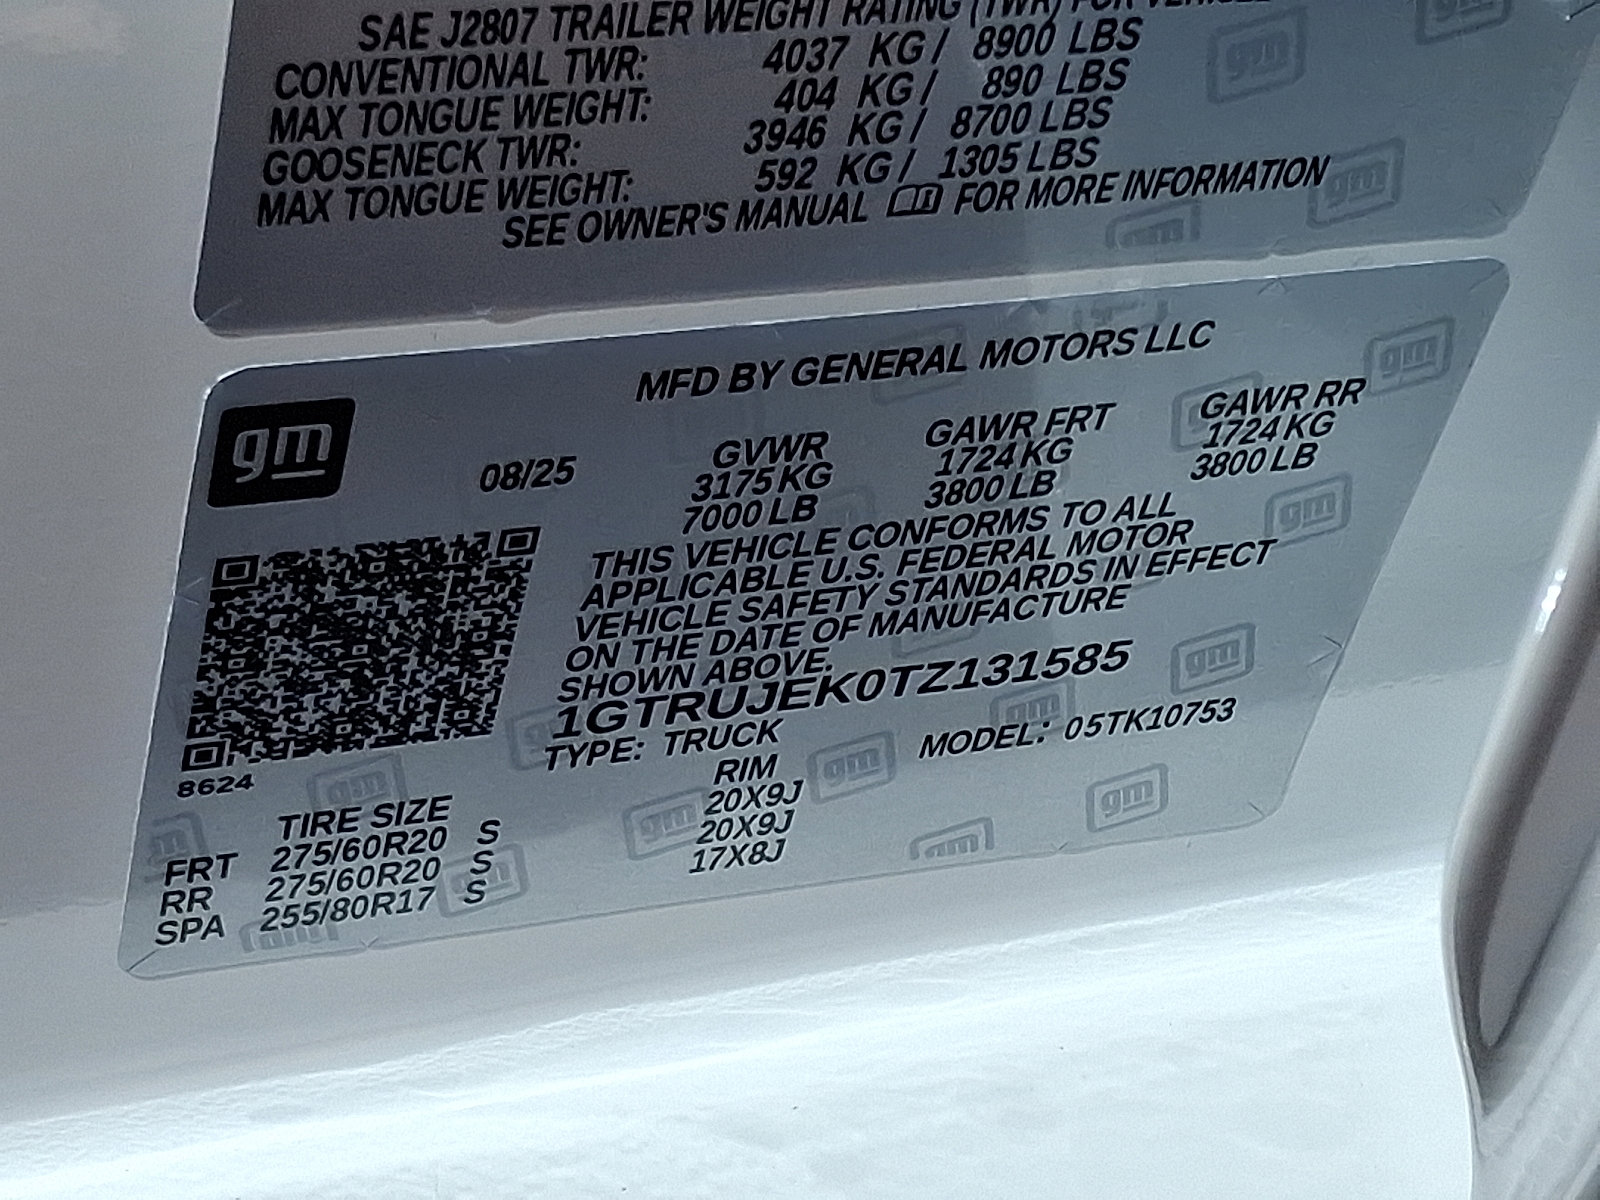 SAE J2807 TRAILER WEIGHT RATING (TWR) FOR VEHICLE
CONVENTIONAL TWR: 4037 KG / 8900 LBS
MAX TONGUE WEIGHT: 404 KG / 890 LBS
GOOSENECK TWR: 3946 KG / 8700 LBS
MAX TONGUE WEIGHT: 592 KG / 1305 LBS
SEE OWNER'S MANUAL FOR MORE INFORMATION
MFD BY GENERAL MOTORS LLC
gm
08/25
GVWR GAWR FRT GAWR RR
3175 KG 1724 KG 1724 KG
7000 LB 3800 LB 3800 LB
THIS VEHICLE CONFORMS TO ALL
APPLICABLE U.S. FEDERAL MOTOR
VEHICLE SAFETY STANDARDS IN EFFECT
ON THE DATE OF MANUFACTURE
SHOWN ABOVE.
1GTRUJEK0TZ131585
TYPE: TRUCK MODEL: 05TK10753
8624
TIRE SIZE RIM
FRT 275/60R20 S 20X9J
RR 275/60R20 S 20X9J
SPA 255/80R17 S 17X8J